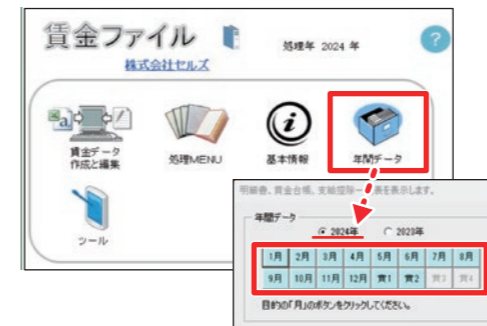 賃金ファイル
処理年 2024 年
?
株式会社セルズ
a
i
賃金データ
作成と編集
処理MENU
基本情報
年間データ
ツール
明細書、賃金台帳、支給控除一覧表を表示します。
年間データ
2024年 2023年
1月 2月 3月 4月 5月 6月 7月 8月
9月 10月 11月 12月 賞1 賞2 賞3 賞4
目的の「月」のボタンをクリックしてください。